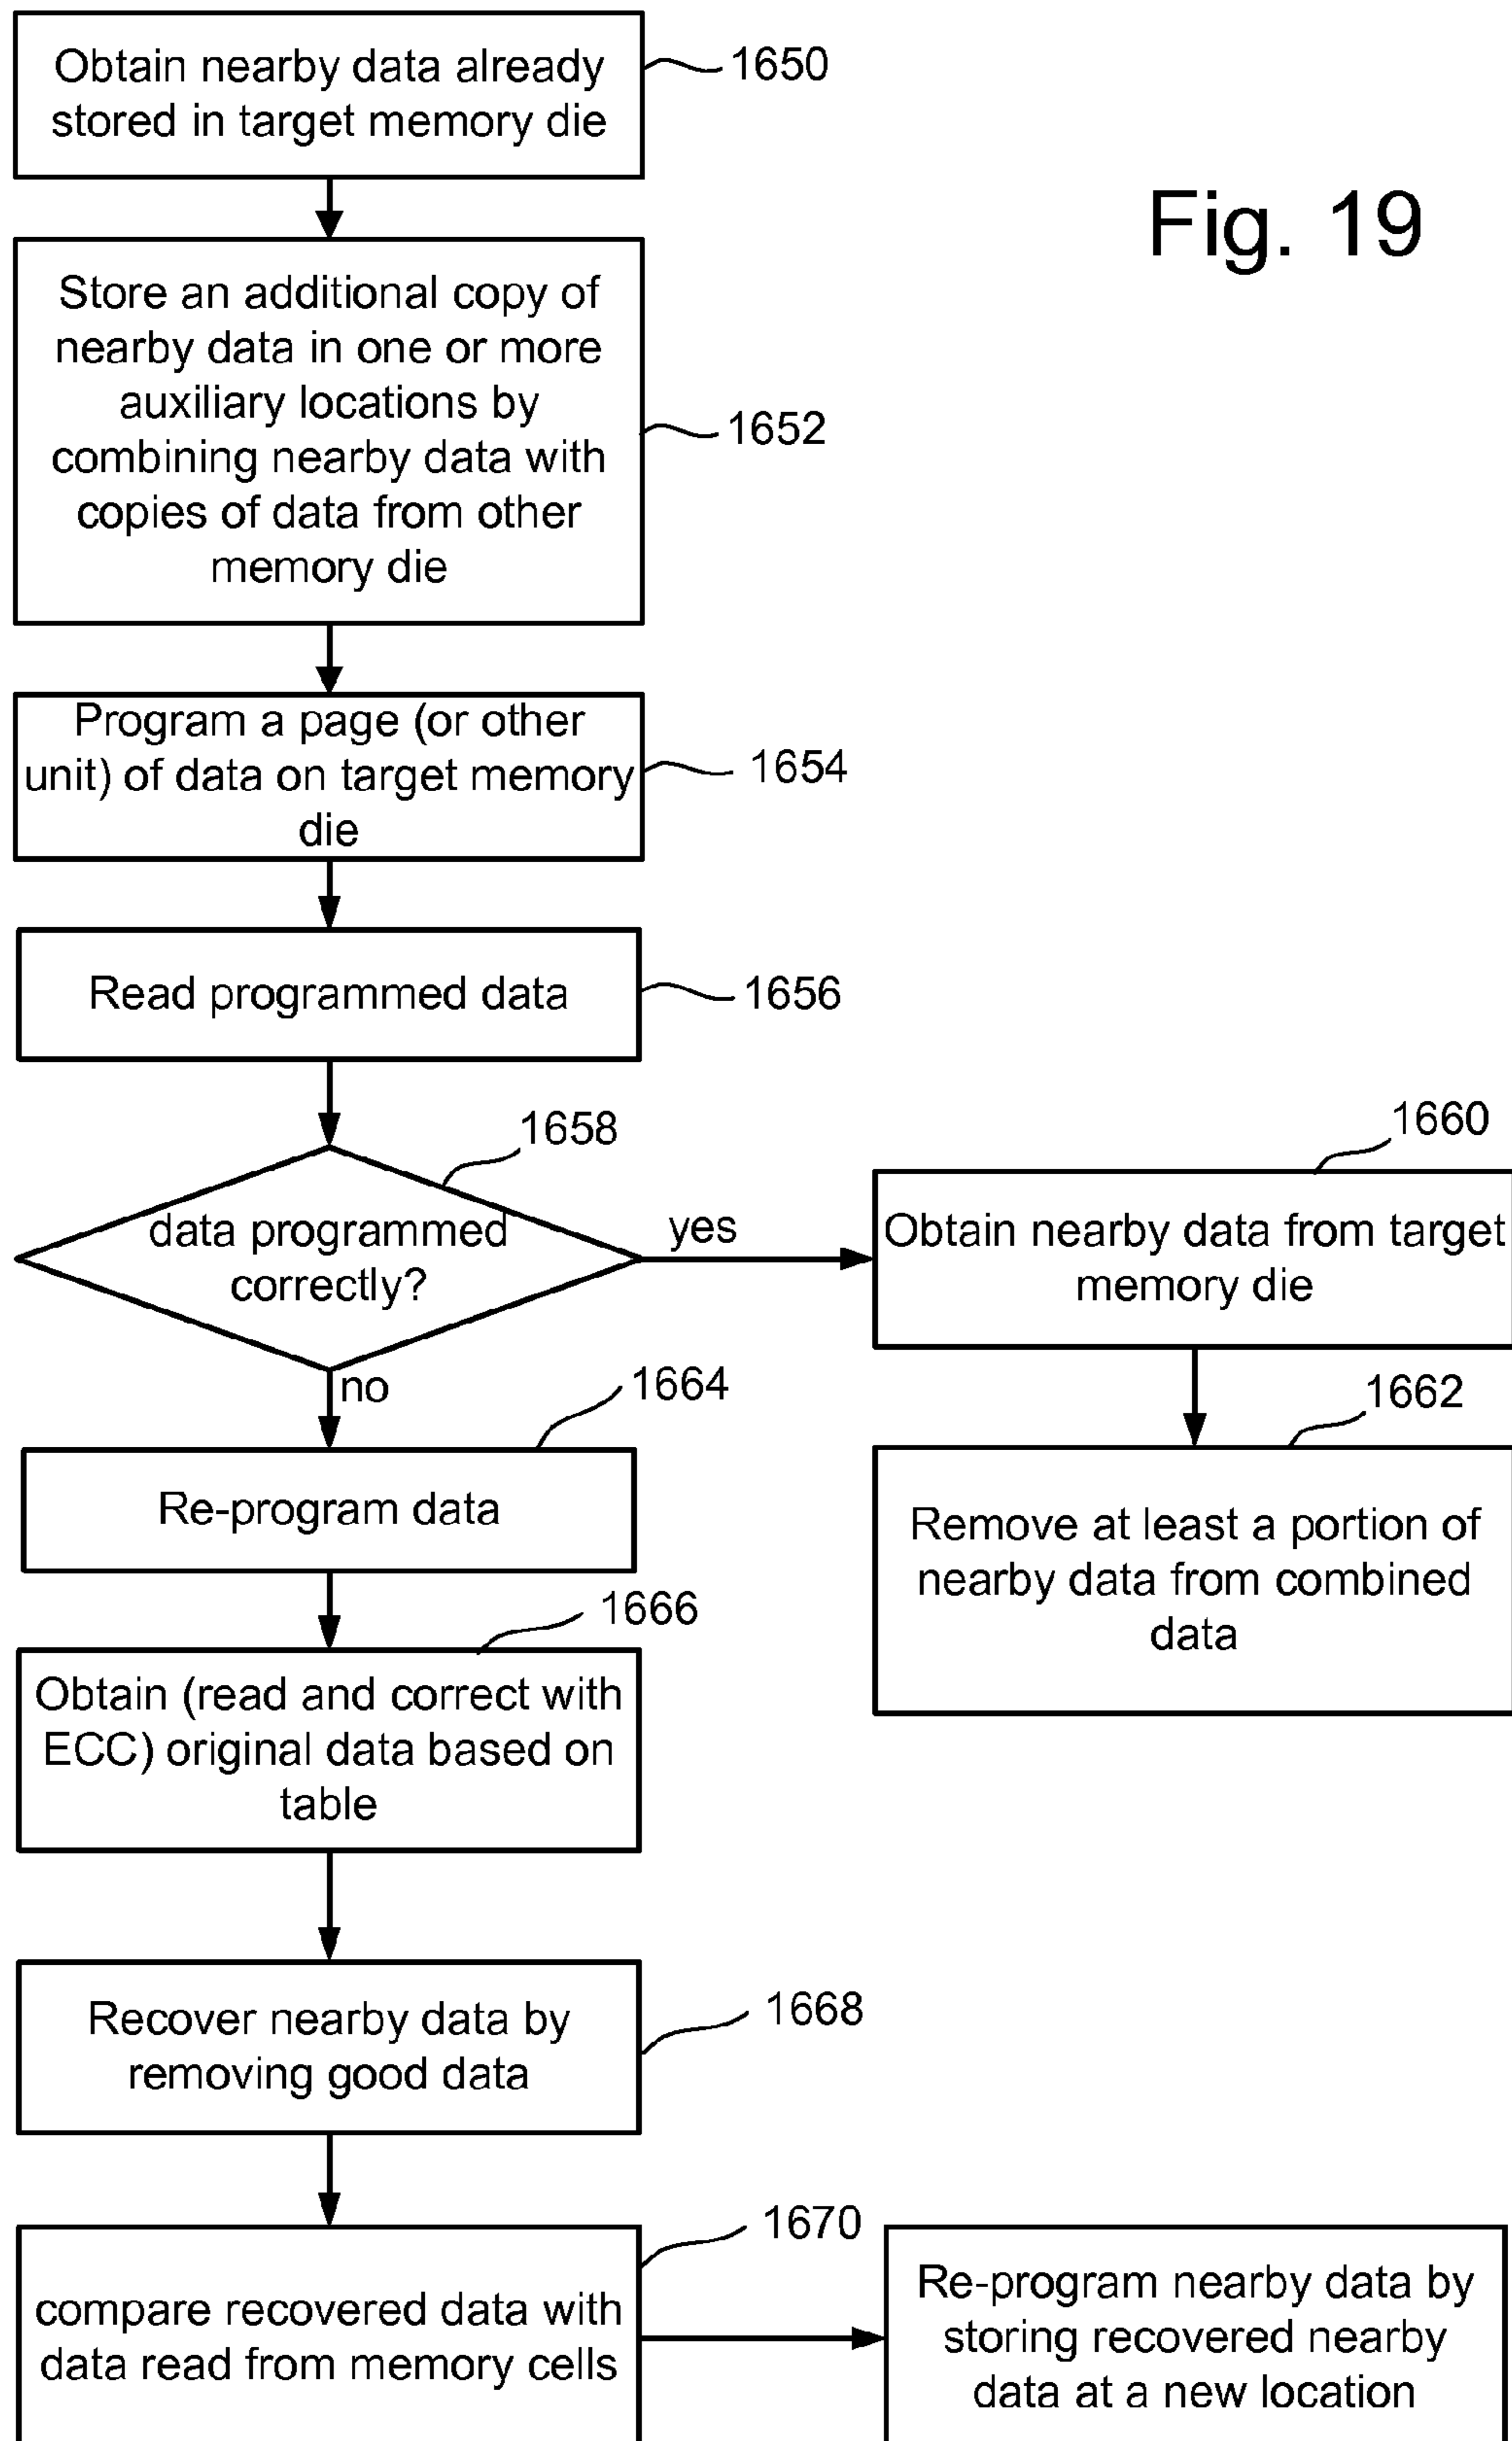 Obtain nearby data already
stored in target memory die
1650
Fig. 19
Store an additional copy of
nearby data in one or more
auxiliary locations by
combining nearby data with
copies of data from other
memory die
1652
Program a page (or other
unit) of data on target memory
die
1654
Read programmed data
1656
1658
data programmed
correctly?
yes
1660
Obtain nearby data from target
memory die
1662
Remove at least a portion of
nearby data from combined
data
no
1664
Re-program data
1666
Obtain (read and correct with
ECC) original data based on
table
Recover nearby data by
removing good data
1668
1670
compare recovered data with
data read from memory cells
Re-program nearby data by
storing recovered nearby
data at a new location